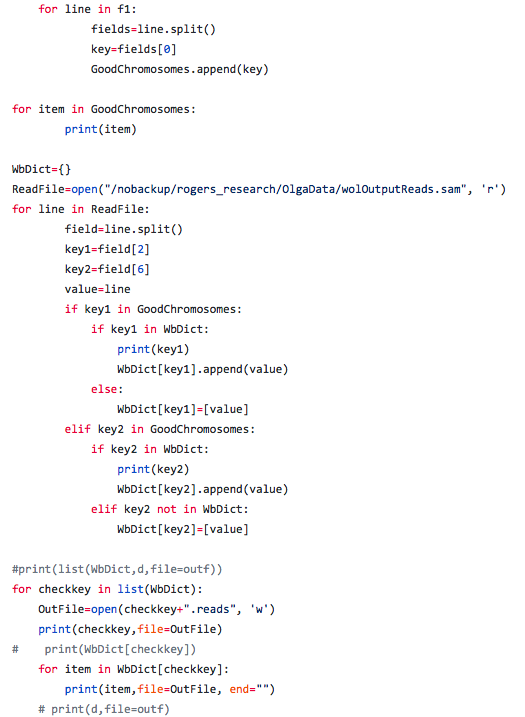 for line in f1:
            fields=line.split()
            key=fields[0]
            GoodChromosomes.append(key)

for item in GoodChromosomes:
        print(item)

WbDict={}
ReadFile=open("/nobackup/rogers_research/OlgaData/wolOutputReads.sam", 'r')
for line in ReadFile:
        field=line.split()
        key1=field[2]
        key2=field[6]
        value=line
        if key1 in GoodChromosomes:
            if key1 in WbDict:
                print(key1)
                WbDict[key1].append(value)
            else:
                WbDict[key1]=[value]
        elif key2 in GoodChromosomes:
            if key2 in WbDict:
                print(key2)
                WbDict[key2].append(value)
            elif key2 not in WbDict:
                WbDict[key2]=[value]

#print(list(WbDict,d,file=outf))
for checkkey in list(WbDict):
    OutFile=open(checkkey+".reads", 'w')
    print(checkkey,file=OutFile)
#    print(WbDict[checkkey])
    for item in WbDict[checkkey]:
        print(item,file=OutFile, end="")
    # print(d,file=outf)